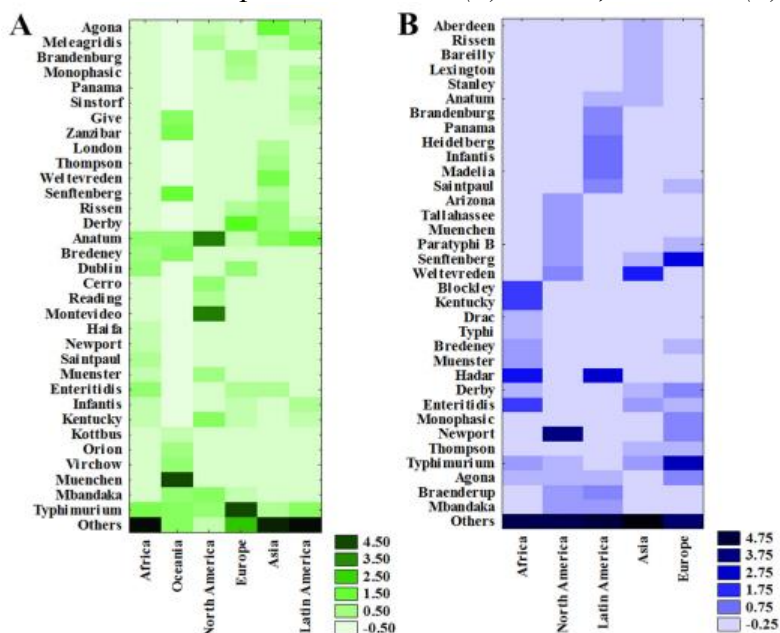 A
Agona
Meleagridis
Brandenburg
Monophasic
Panama
Sinstorf
Give
Zanzibar
London
Thompson
Weltevreden
Senftenberg
Rissen
Derby
Anatum
Bredeney
Dublin
Cerro
Reading
Montevideo
Haifa
Newport
Saintpaul
Muenster
Enteritidis
Infantis
Kentucky
Kottbus
Orion
Virchow
Muenchen
Mbandaka
Typhimurium
Others
Africa
Oceania
North America
Europe
Asia
Latin America
4.50
3.50
2.50
1.50
0.50
-0.50
B
Aberdeen
Rissen
Bareilly
Lexington
Stanley
Anatum
Brandenburg
Panama
Heidelberg
Infantis
Madelia
Saintpaul
Arizona
Tallahassee
Muenchen
Paratyphi B
Senftenberg
Weltevreden
Blockley
Kentucky
Drac
Typhi
Bredeney
Muenster
Hadar
Derby
Enteritidis
Monophasic
Newport
Thompson
Typhimurium
Agona
Braenderup
Mbandaka
Others
Africa
North America
Latin America
Asia
Europe
4.75
3.75
2.75
1.75
0.75
-0.25